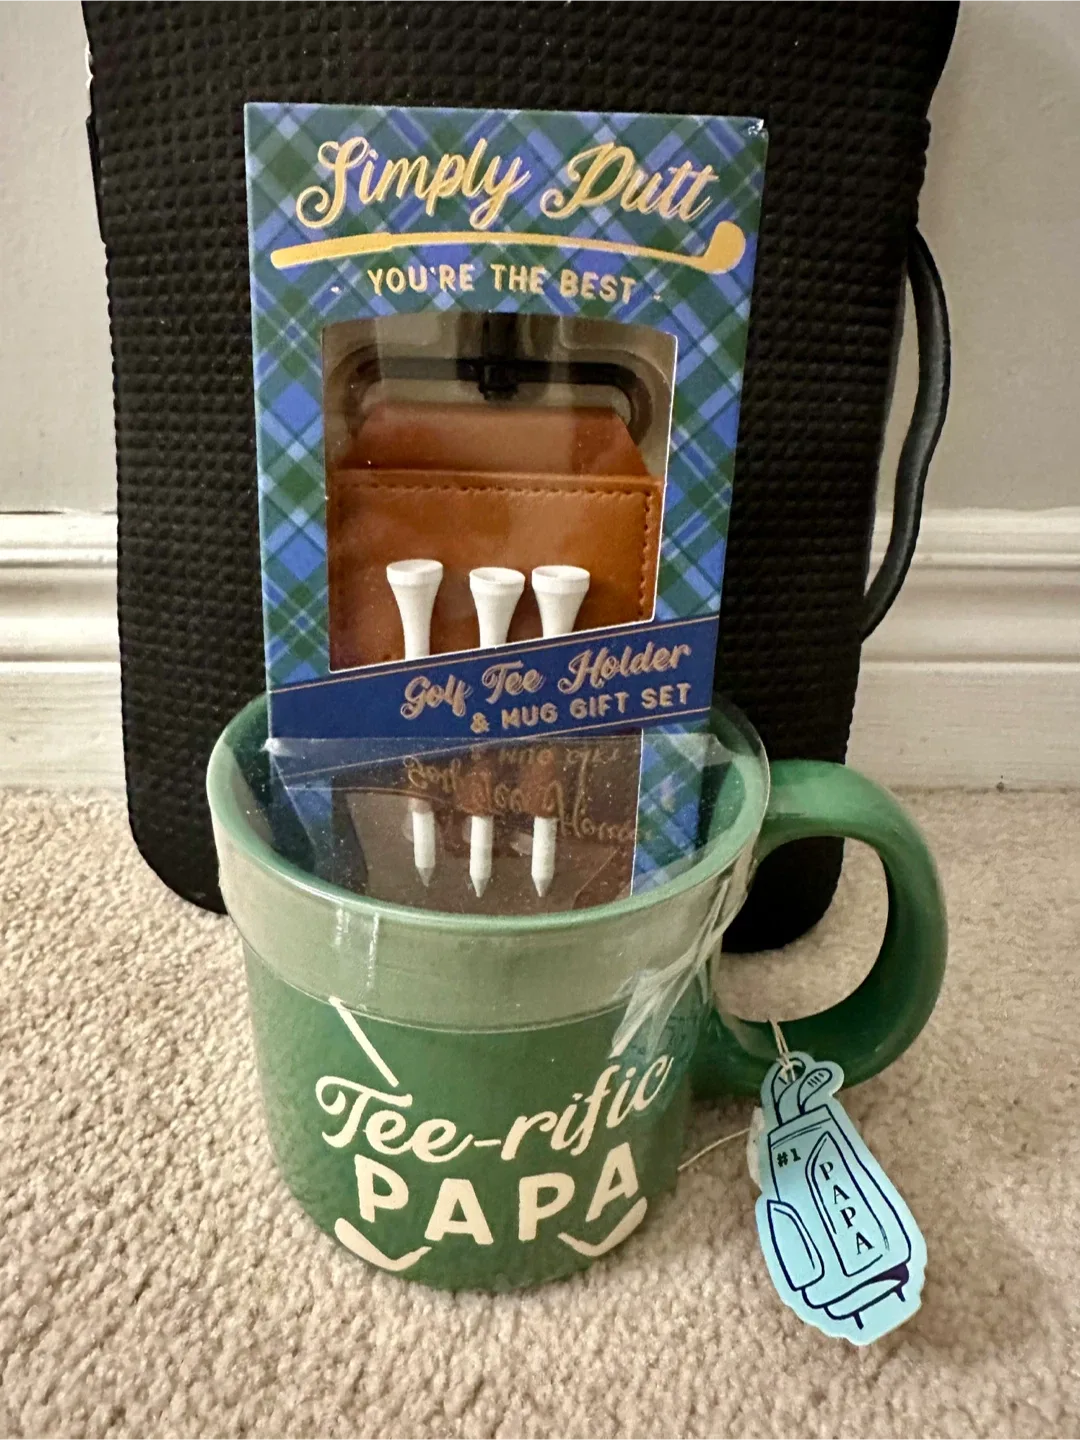 Simply Putt
- YOU'RE THE BEST -
Golf Tee Holder
& MUG GIFT SET
Tee-rific
PAPA
#1
PAPA